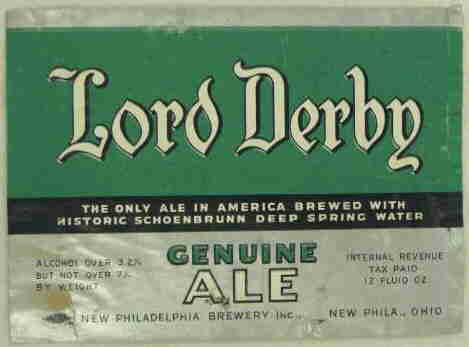 Lord Derby
THE ONLY ALE IN AMERICA BREWED WITH
HISTORIC SCHOENBRUNN DEEP SPRING WATER
GENUINE
ALE
ALCOHOL OVER 3.2%
BUT NOT OVER 7%
BY WEIGHT
INTERNAL REVENUE
TAX PAID
12 FLUID OZ
NEW PHILADELPHIA BREWERY INC., NEW PHILA., OHIO